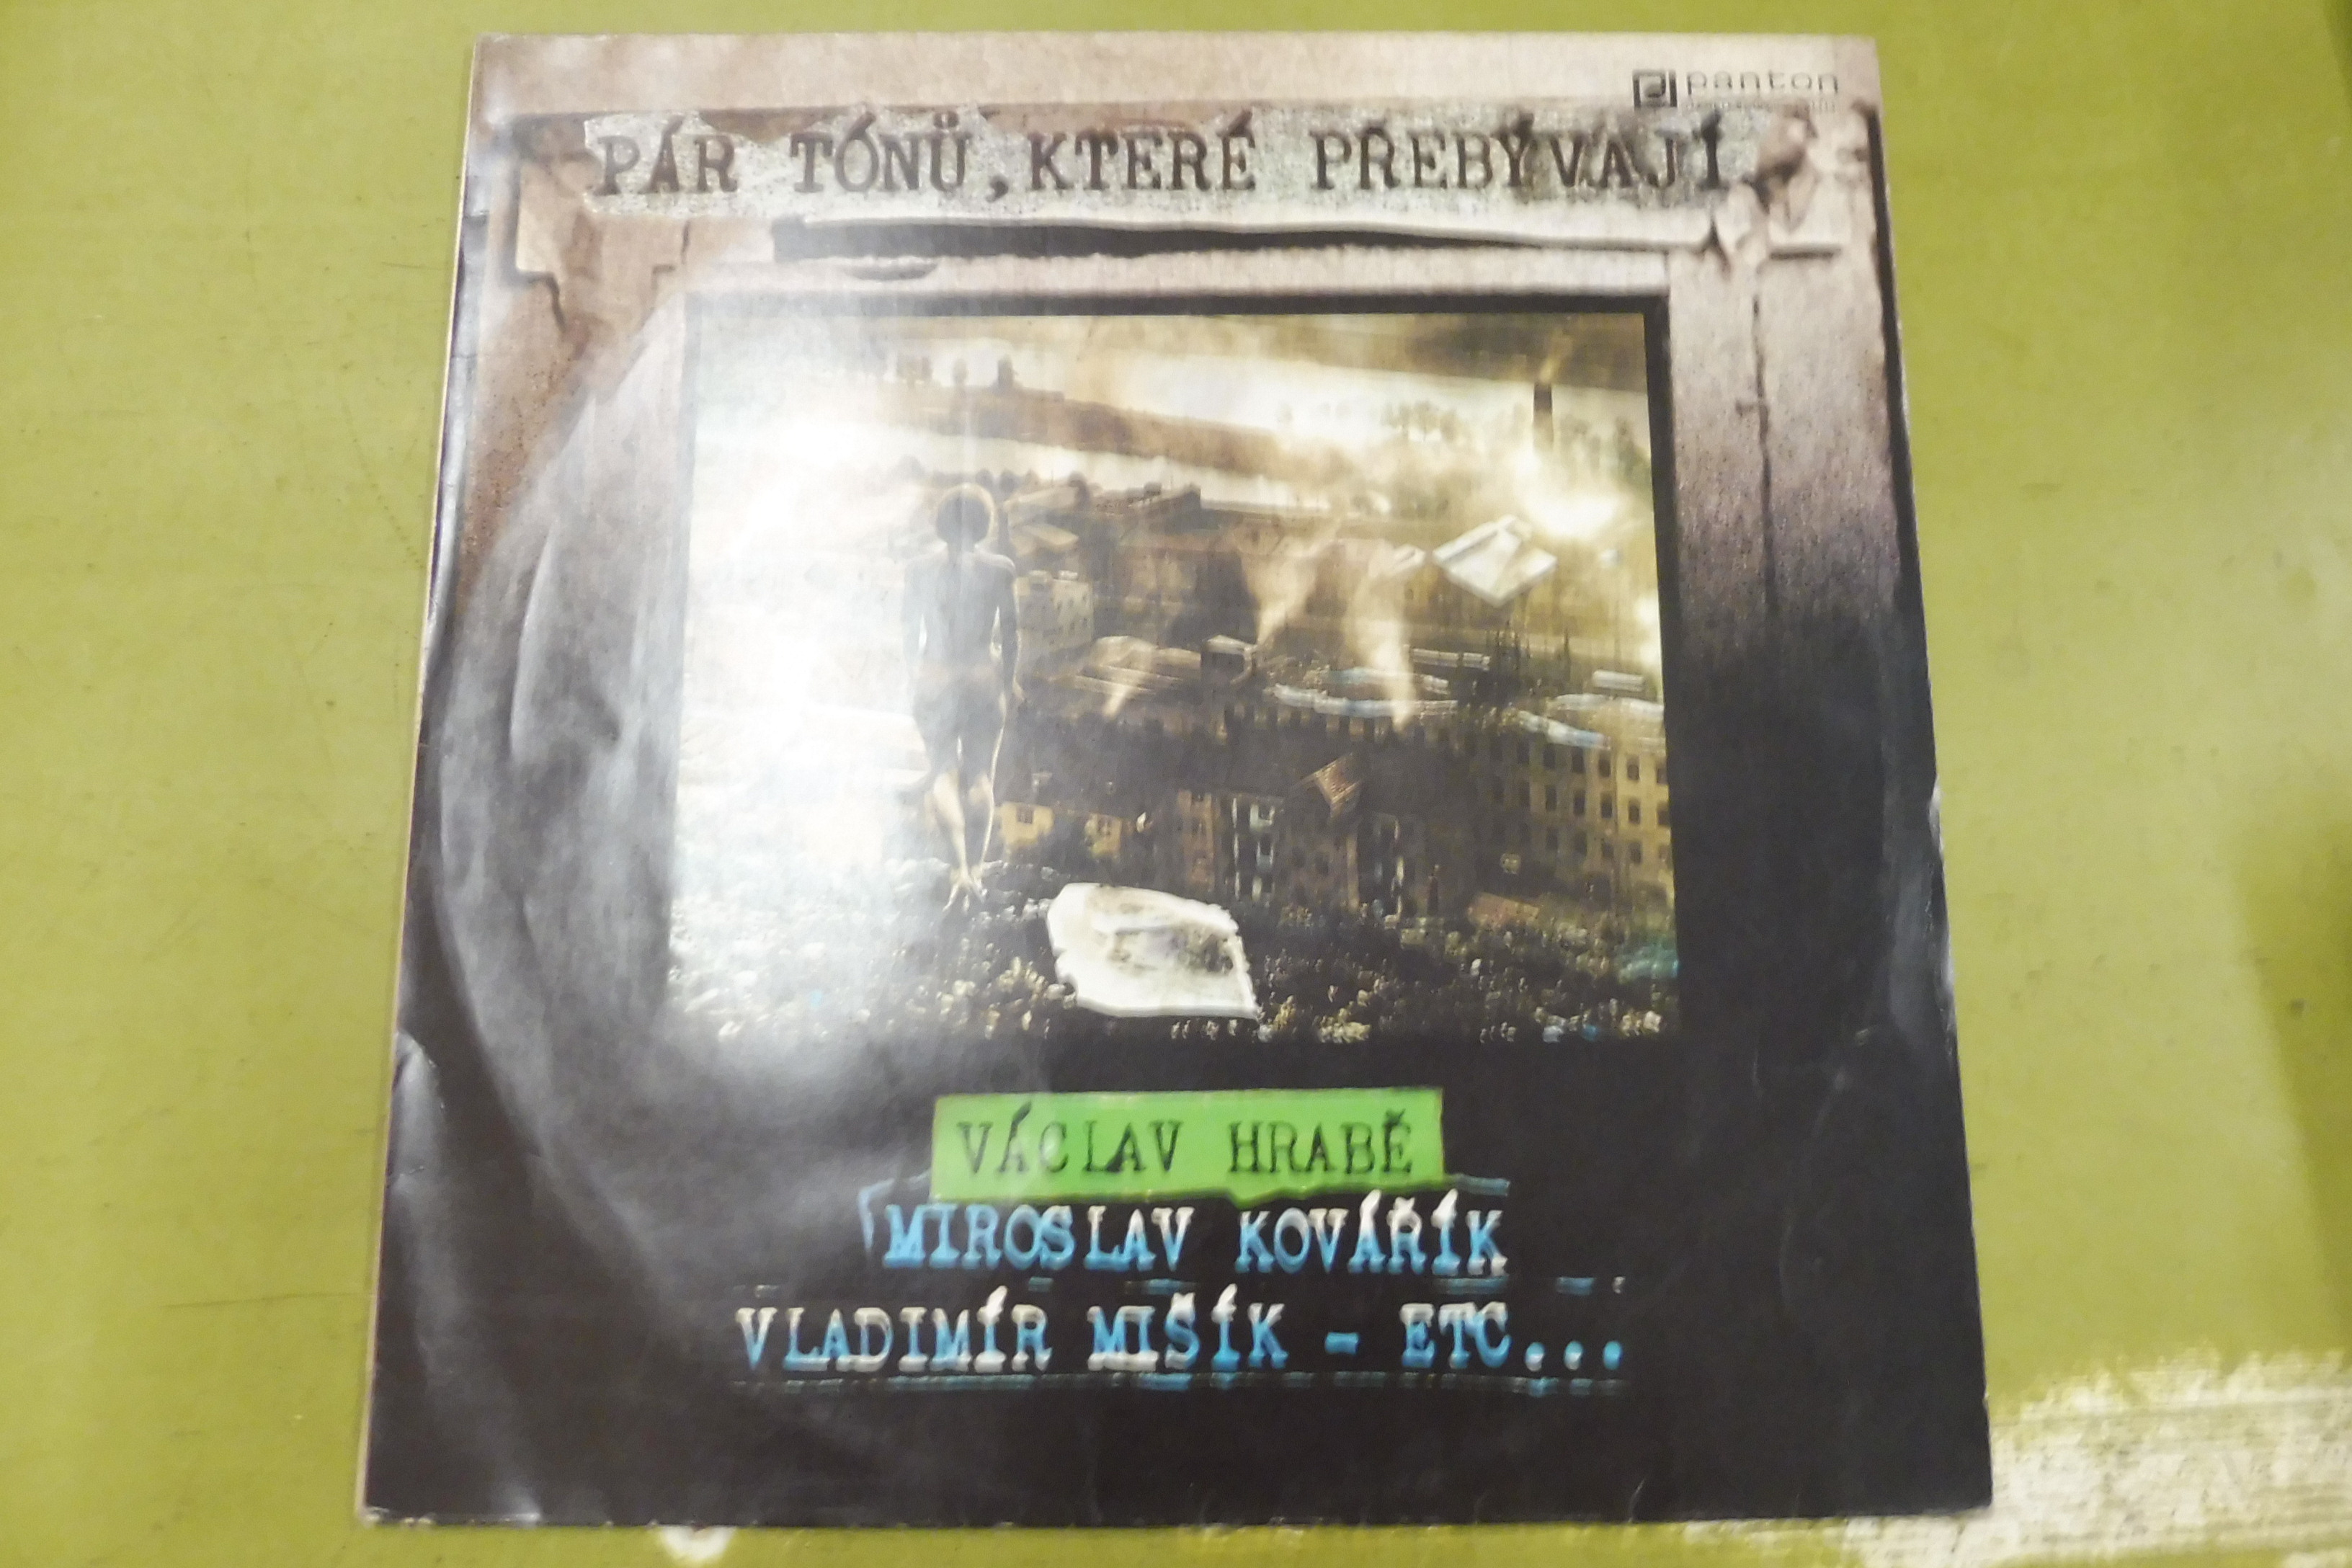 panton
PÁR TÓNŮ, KTERÉ PŘEBÝVAJÍ
VÁCLAV HRABĚ
MIROSLAV KOVÁŘÍK
VLADIMÍR MIŠÍK - ETC...